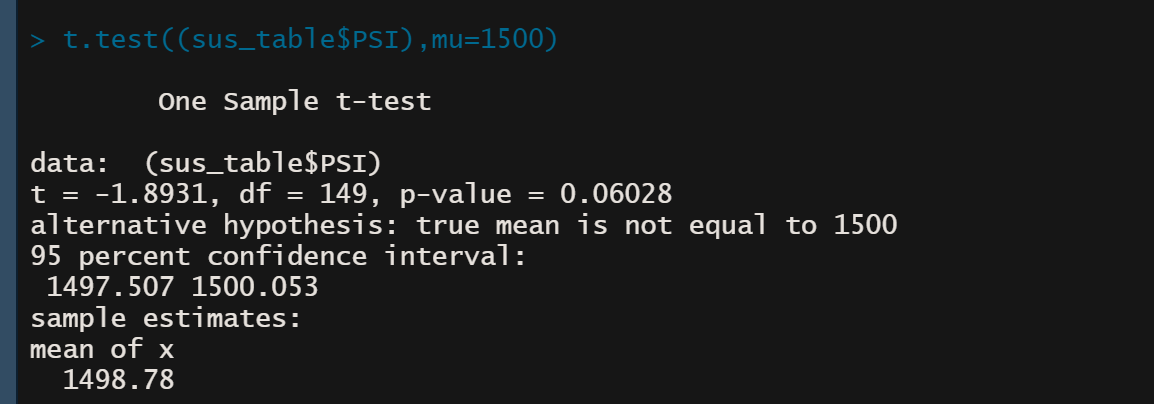 > t.test((sus_table$PSI),mu=1500)
One Sample t-test
data:  (sus_table$PSI)
t = -1.8931, df = 149, p-value = 0.06028
alternative hypothesis: true mean is not equal to 1500
95 percent confidence interval:
1497.507 1500.053
sample estimates:
mean of x
1498.78